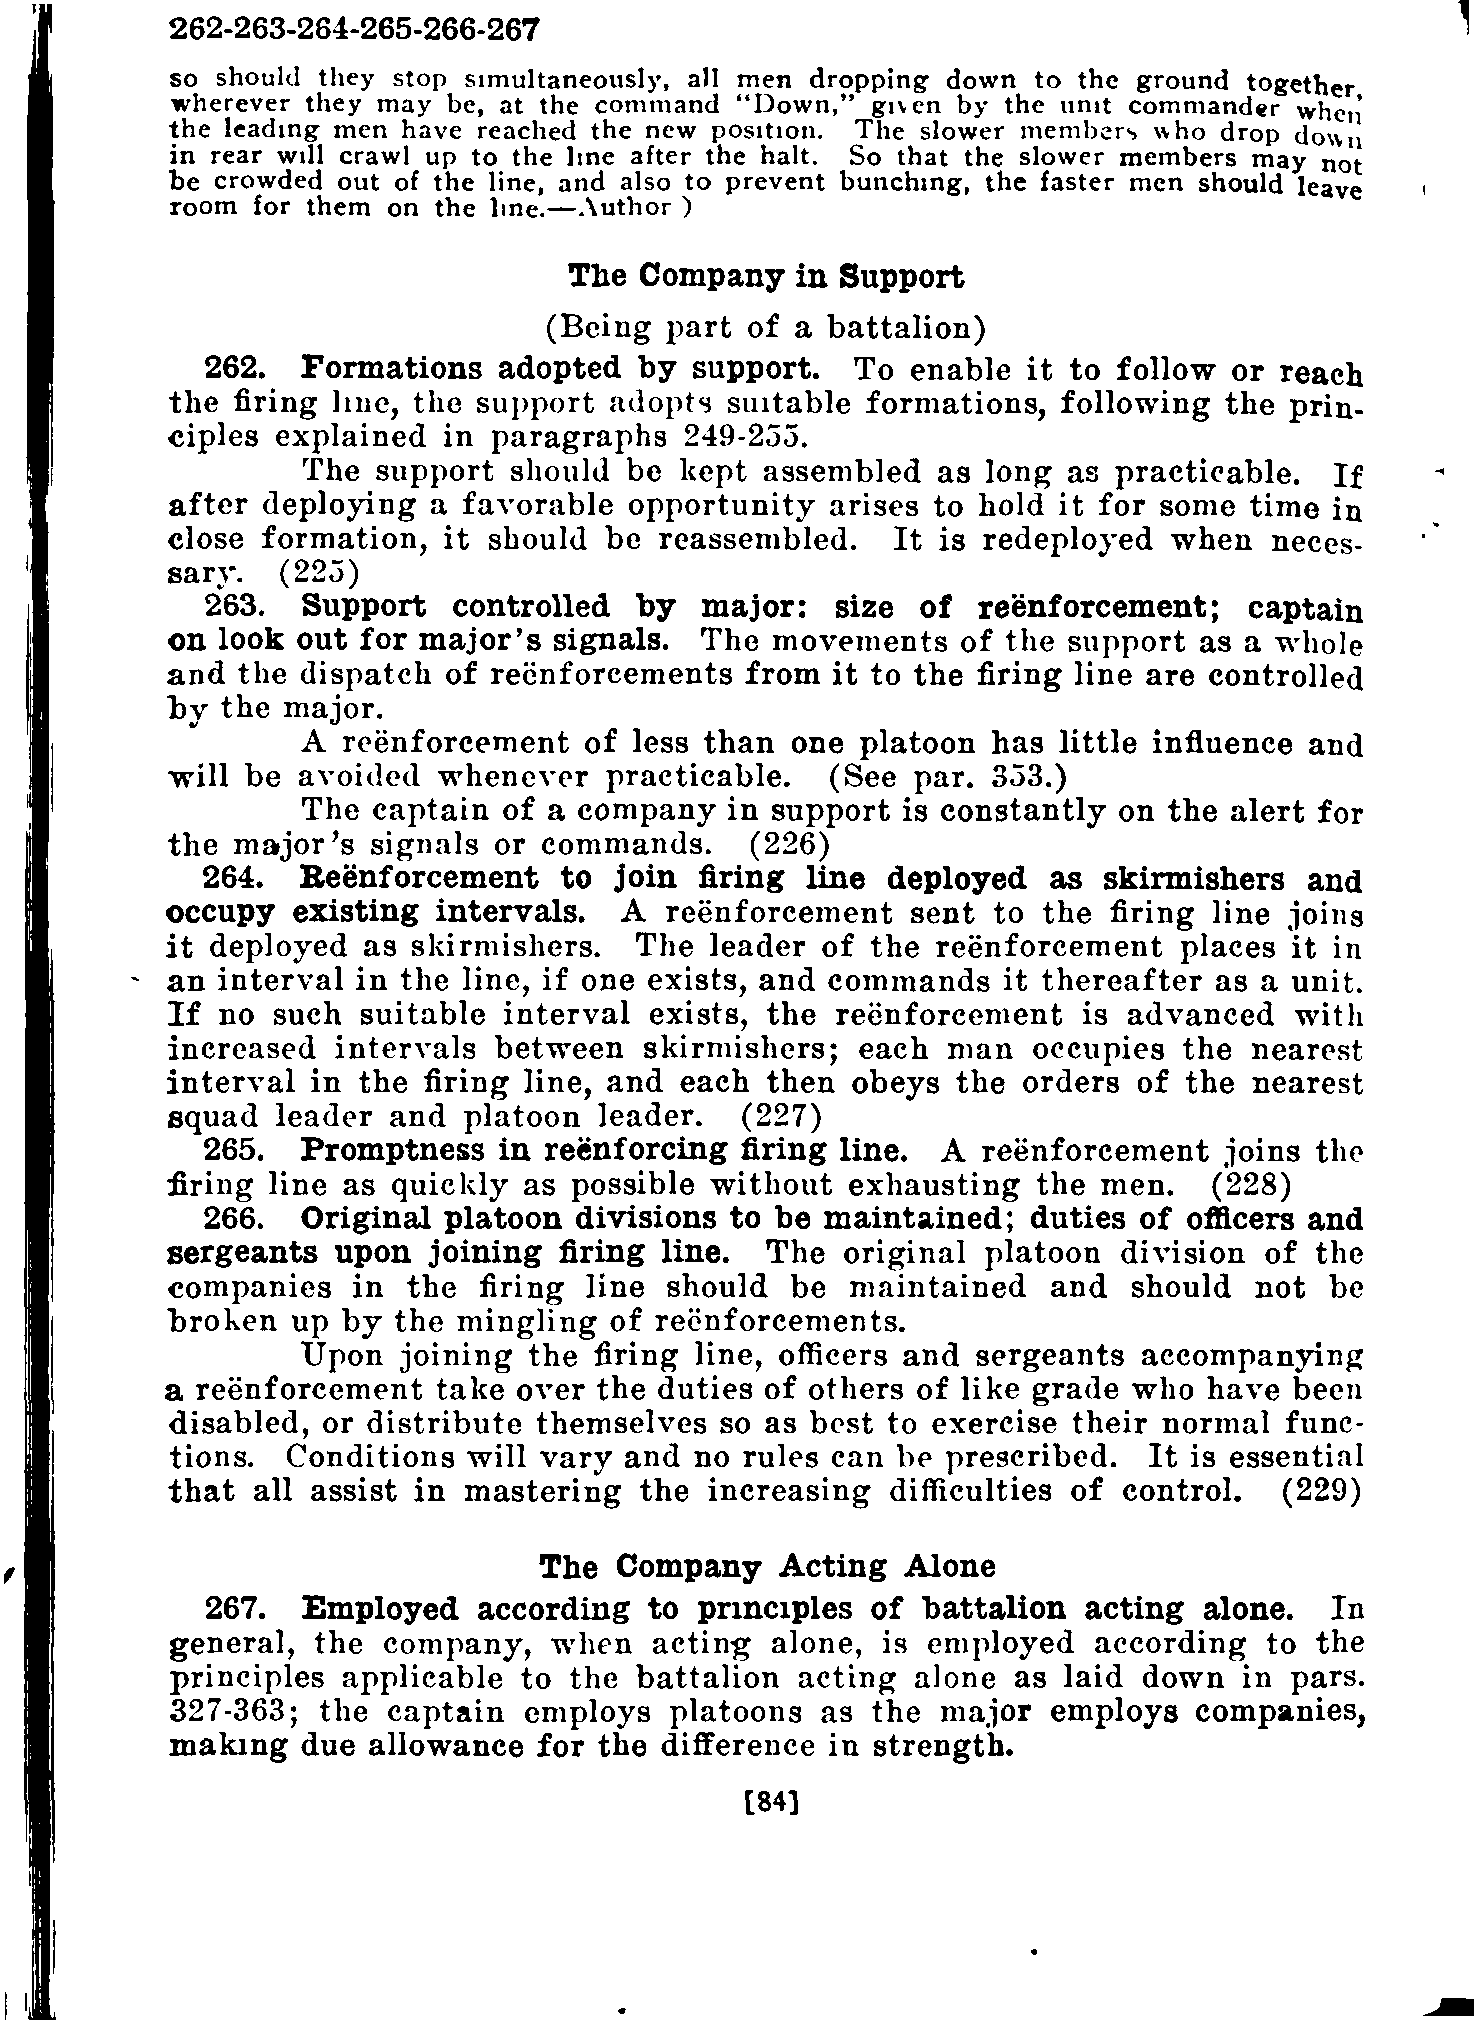 262-263-264-265-266-267
so should they stop simultaneously, all men dropping down to the ground together,
wherever they may be, at the command “Down,” given by the unit commander when
the leading men have reached the new position. The slower members who drop down
in rear will crawl up to the line after the halt. So that the slower members may not
be crowded out of the line, and also to prevent bunching, the faster men should leave
room for them on the line.—Author )
The Company in Support
(Being part of a battalion)
262. Formations adopted by support. To enable it to follow or reach
the firing line, the support adopts suitable formations, following the prin-
ciples explained in paragraphs 249-255.
The support should be kept assembled as long as practicable. If
after deploying a favorable opportunity arises to hold it for some time in
close formation, it should be reassembled. It is redeployed when neces-
sary. (225)
263. Support controlled by major: size of reënforcement; captain
on look out for major's signals. The movements of the support as a whole
and the dispatch of reënforcements from it to the firing line are controlled
by the major.
A reënforcement of less than one platoon has little influence and
will be avoided whenever practicable. (See par. 353.)
The captain of a company in support is constantly on the alert for
the major's signals or commands. (226)
264. Reënforcement to join firing line deployed as skirmishers and
occupy existing intervals. A reënforcement sent to the firing line joins
it deployed as skirmishers. The leader of the reënforcement places it in
an interval in the line, if one exists, and commands it thereafter as a unit.
If no such suitable interval exists, the reënforcement is advanced with
increased intervals between skirmishers; each man occupies the nearest
interval in the firing line, and each then obeys the orders of the nearest
squad leader and platoon leader. (227)
265. Promptness in reënforcing firing line. A reënforcement joins the
firing line as quickly as possible without exhausting the men. (228)
266. Original platoon divisions to be maintained; duties of officers and
sergeants upon joining firing line. The original platoon division of the
companies in the firing line should be maintained and should not be
broken up by the mingling of reënforcements.
Upon joining the firing line, officers and sergeants accompanying
a reënforcement take over the duties of others of like grade who have been
disabled, or distribute themselves so as best to exercise their normal func-
tions. Conditions will vary and no rules can be prescribed. It is essential
that all assist in mastering the increasing difficulties of control. (229)
The Company Acting Alone
267. Employed according to principles of battalion acting alone. In
general, the company, when acting alone, is employed according to the
principles applicable to the battalion acting alone as laid down in pars.
327-363; the captain employs platoons as the major employs companies,
making due allowance for the difference in strength.
[84]